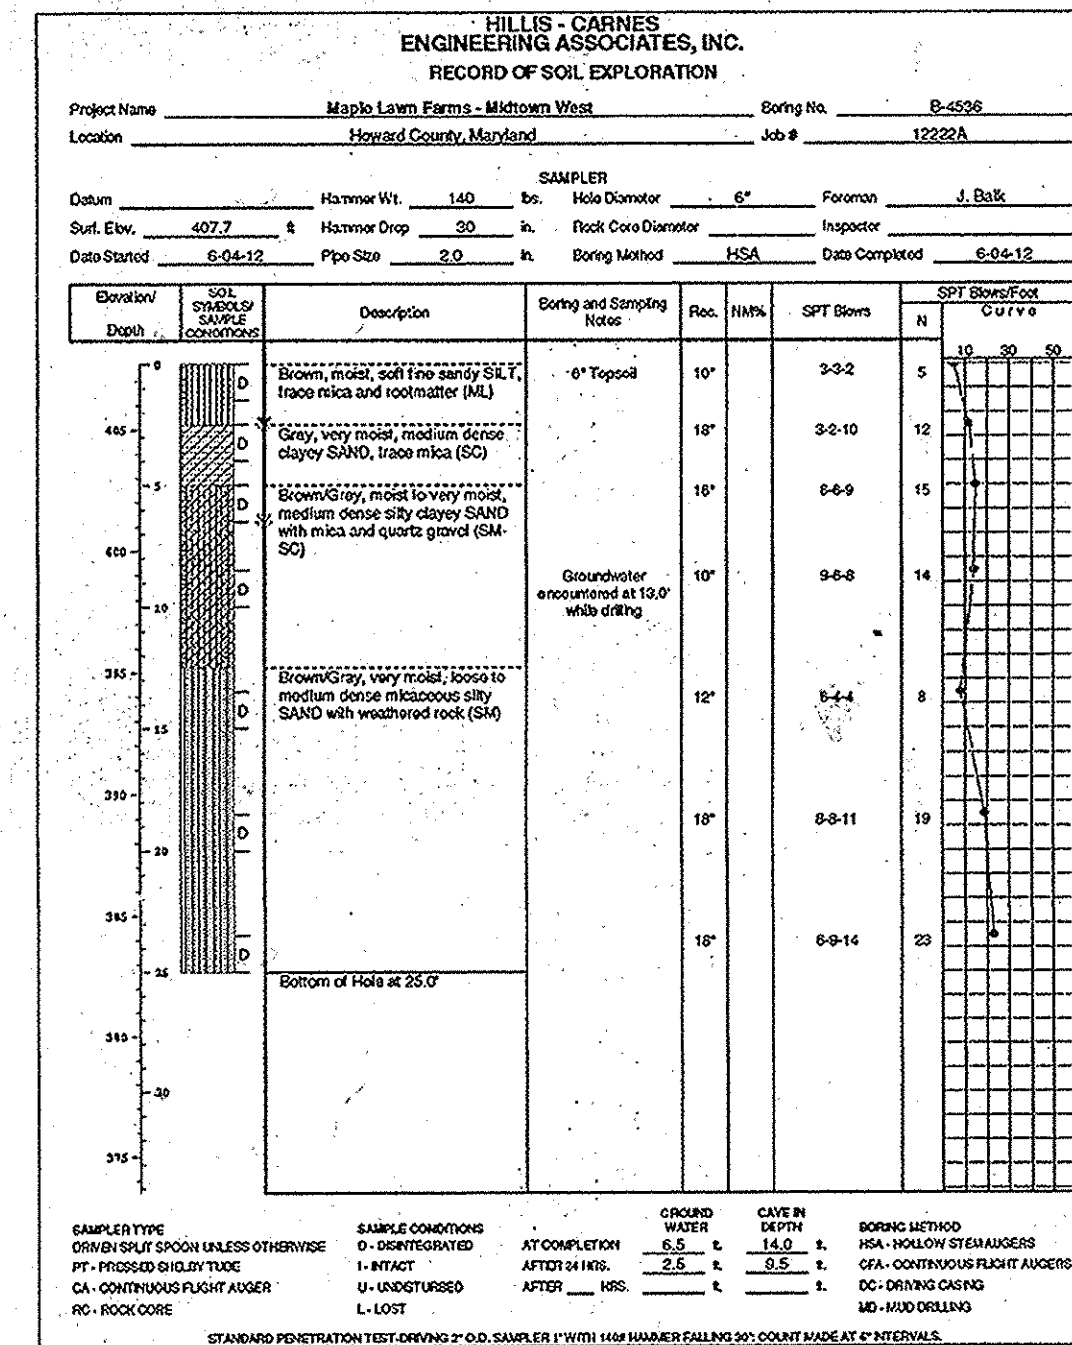 HILLIS - CARNES
ENGINEERING ASSOCIATES, INC.
RECORD OF SOIL EXPLORATION
Project Name Maple Lawn Farms - Midtown West Boring No. B-4536
Location Howard County, Maryland Job # 12222A
SAMPLER
Datum Hammer Wt. 140 lbs. Hole Diameter 6" Foreman J. Balk
Surf. Elev. 407.7 ft Hammer Drop 30 in. Rock Core Diameter Inspector
Date Started 6-04-12 Pipe Size 2.0 in. Boring Method HSA Date Completed 6-04-12
Elevation/ Depth
SOIL SYMBOLS/ SAMPLE CONDITIONS
Description
Boring and Sampling Notes
Rec.
NM%
SPT Blows
SPT Blows/Foot
N
Curve
10 30 50
0
Brown, moist, soft fine sandy SILT,
trace mica and rootmatter (ML)
D
6" Topsoil
10"
3-3-2
5
405
Gray, very moist, medium dense
clayey SAND, trace mica (SC)
D
18"
3-2-10
12
5
Brown/Gray, moist to very moist,
medium dense silty clayey SAND
with mica and quartz gravel (SM-
SC)
D
16"
6-6-9
15
400
D
Groundwater
encountered at 13.0'
while drilling
10"
9-6-8
14
10
395
Brown/Gray, very moist, loose to
medium dense micaceous silty
SAND with weathered rock (SM)
D
12"
6-4-4
8
15
390
D
18"
8-8-11
19
20
385
D
18"
6-9-14
23
25
Bottom of Hole at 25.0'
380
30
375
SAMPLER TYPE
DRIVEN SPLIT SPOON UNLESS OTHERWISE
PT - PRESSED SHELBY TUBE
CA - CONTINUOUS FLIGHT AUGER
RC - ROCK CORE
SAMPLE CONDITIONS
D - DISINTEGRATED
I - INTACT
U - UNDISTURBED
L - LOST
GROUND WATER CAVE IN DEPTH
AT COMPLETION 6.5 ft. 14.0 ft.
AFTER 24 HRS. 2.5 ft. 9.5 ft.
AFTER ___ HRS. ft. ft.
BORING METHOD
HSA - HOLLOW STEM AUGERS
CFA - CONTINUOUS FLIGHT AUGERS
DC - DRIVING CASING
MD - MUD DRILLING
STANDARD PENETRATION TEST-DRIVING 2" O.D. SAMPLER 1' WITH 140# HAMMER FALLING 30"; COUNT MADE AT 6" INTERVALS.